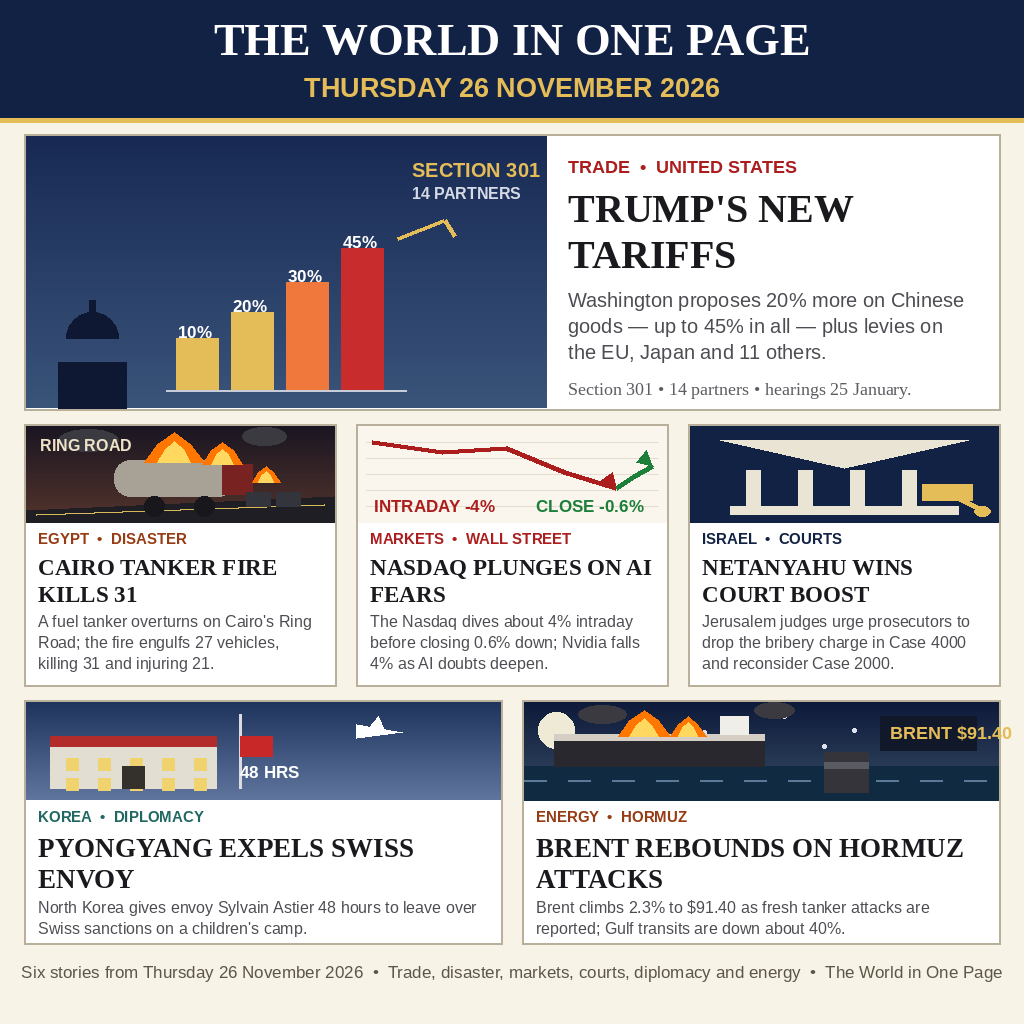 THE WORLD IN ONE PAGE
THURSDAY 26 NOVEMBER 2026
SECTION 301
14 PARTNERS
45%
30%
20%
10%
TRADE • UNITED STATES
TRUMP'S NEW
TARIFFS
Washington proposes 20% more on Chinese
goods — up to 45% in all — plus levies on
the EU, Japan and 11 others.
Section 301 • 14 partners • hearings 25 January.
RING ROAD
EGYPT • DISASTER
CAIRO TANKER FIRE
KILLS 31
A fuel tanker overturns on Cairo's Ring
Road; the fire engulfs 27 vehicles,
killing 31 and injuring 21.
INTRADAY -4%
CLOSE -0.6%
MARKETS • WALL STREET
NASDAQ PLUNGES ON AI
FEARS
The Nasdaq dives about 4% intraday
before closing 0.6% down; Nvidia falls
4% as AI doubts deepen.
ISRAEL • COURTS
NETANYAHU WINS
COURT BOOST
Jerusalem judges urge prosecutors to
drop the bribery charge in Case 4000
and reconsider Case 2000.
48 HRS
KOREA • DIPLOMACY
PYONGYANG EXPELS SWISS
ENVOY
North Korea gives envoy Sylvain Astier 48 hours to leave over
Swiss sanctions on a children's camp.
BRENT $91.40
ENERGY • HORMUZ
BRENT REBOUNDS ON HORMUZ
ATTACKS
Brent climbs 2.3% to $91.40 as fresh tanker attacks are
reported; Gulf transits are down about 40%.
Six stories from Thursday 26 November 2026 • Trade, disaster, markets, courts, diplomacy and energy • The World in One Page